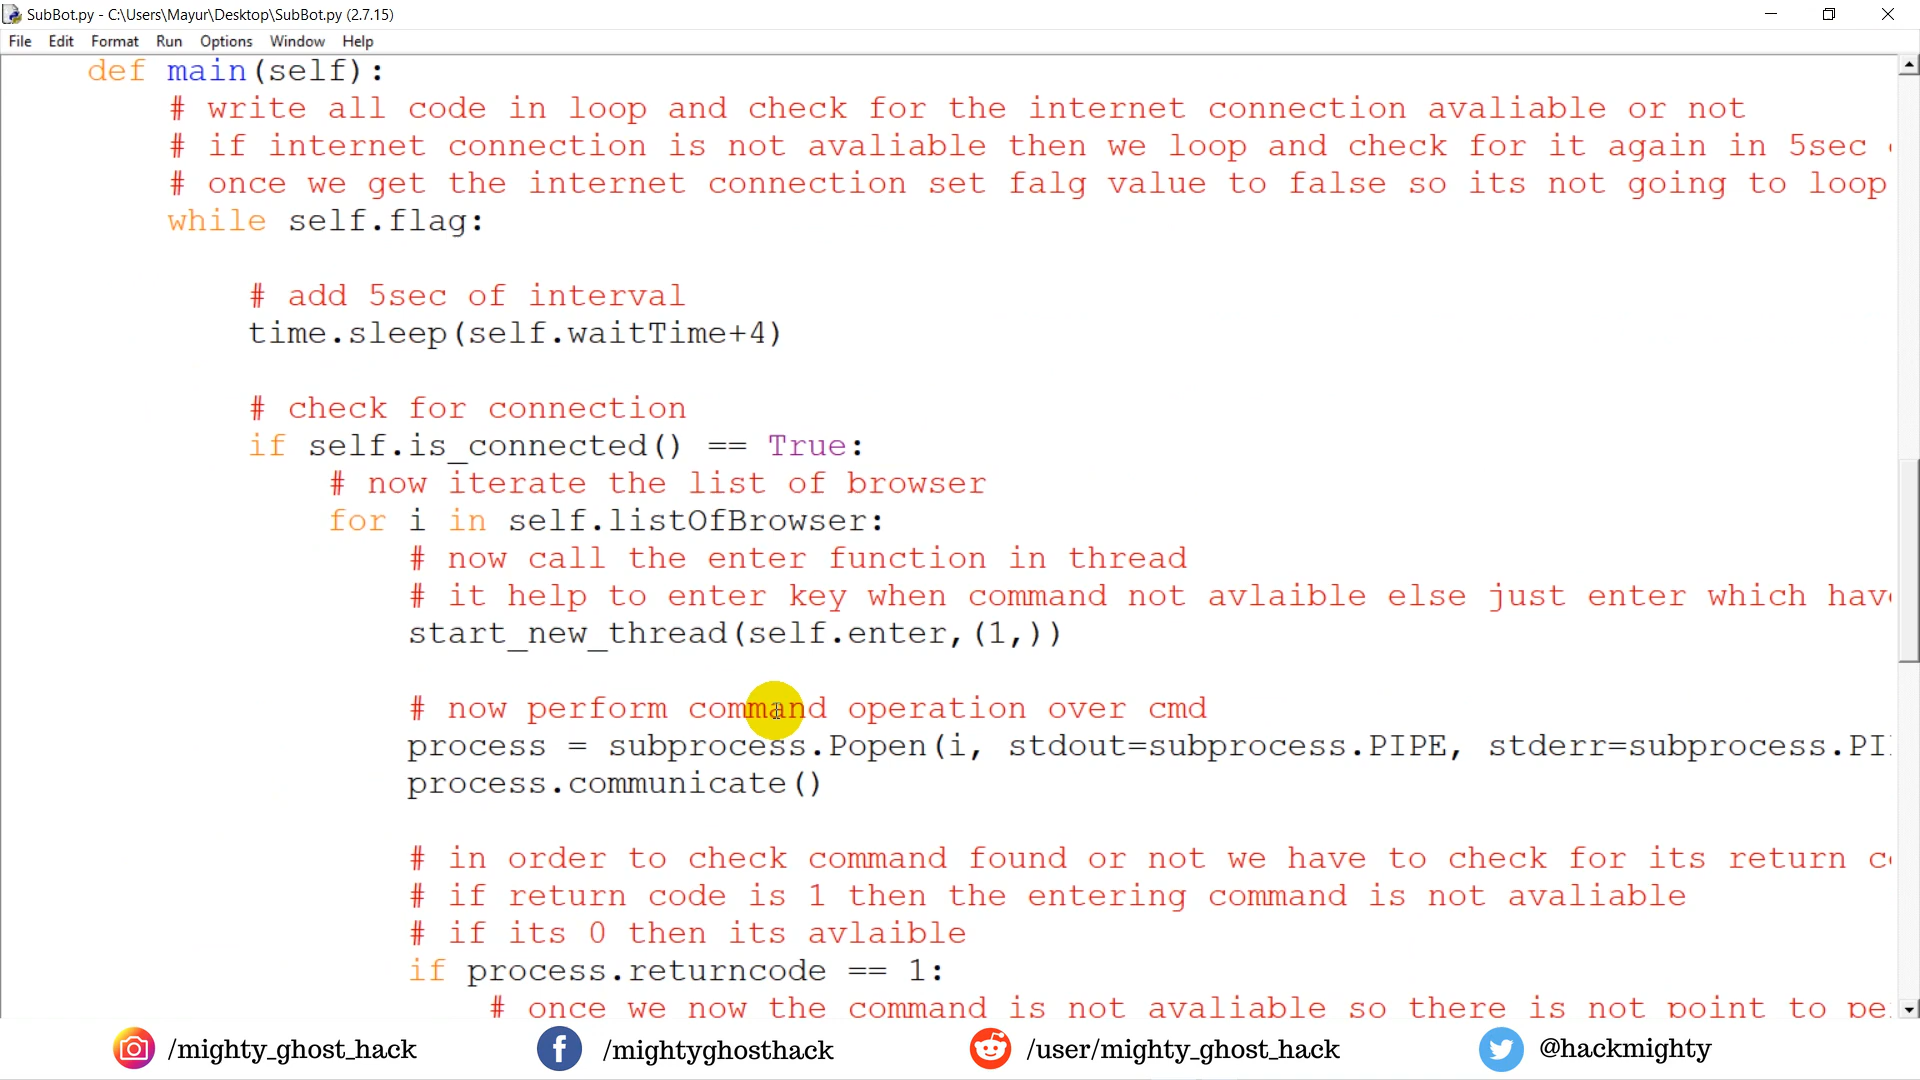 SubBot.py - C:\Users\Mayur\Desktop\SubBot.py (2.7.15)
File Edit Format Run Options Window Help
def main(self):
# write all code in loop and check for the internet connection avaliable or not
# if internet connection is not avaliable then we loop and check for it again in 5sec
# once we get the internet connection set falg value to false so its not going to loop
while self.flag:
# add 5sec of interval
time.sleep(self.waitTime+4)
# check for connection
if self.is_connected() == True:
# now iterate the list of browser
for i in self.listOfBrowser:
# now call the enter function in thread
# it help to enter key when command not avlaible else just enter which hav
start_new_thread(self.enter,(1,))
# now perform command operation over cmd
process = subprocess.Popen(i, stdout=subprocess.PIPE, stderr=subprocess.PI
process.communicate()
# in order to check command found or not we have to check for its return c
# if return code is 1 then the entering command is not avaliable
# if its 0 then its avlaible
if process.returncode == 1:
# once we now the command is not avaliable so there is not point to pe
/mighty_ghost_hack /mightyghosthack /user/mighty_ghost_hack @hackmighty